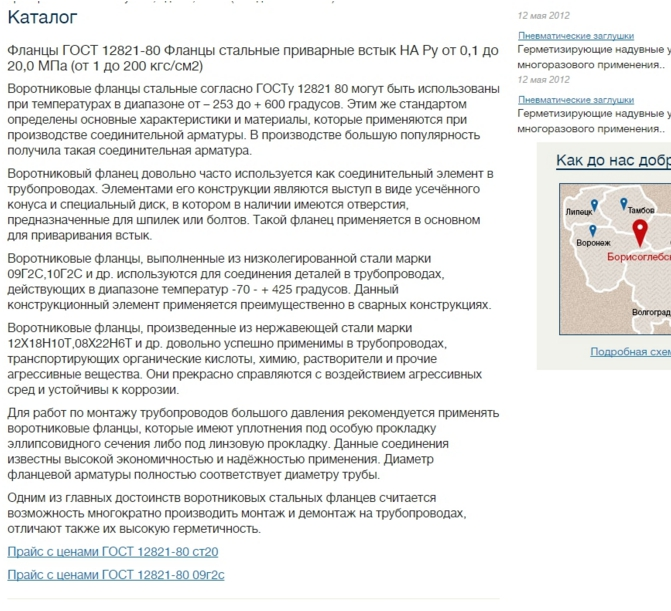 Каталог
Фланцы ГОСТ 12821-80 Фланцы стальные приварные встык НА Ру от 0,1 до
20,0 МПа (от 1 до 200 кгс/см2)
Воротниковые фланцы стальные согласно ГОСТу 12821 80 могут быть использованы
при температурах в диапазоне от – 253 до + 600 градусов. Этим же стандартом
определены основные характеристики и материалы, которые применяются при
производстве соединительной арматуры. В производстве большую популярность
получила такая соединительная арматура.
Воротниковый фланец довольно часто используется как соединительный элемент в
трубопроводах. Элементами его конструкции являются выступ в виде усечённого
конуса и специальный диск, в котором в наличии имеются отверстия,
предназначенные для шпилек или болтов. Такой фланец применяется в основном
для приваривания встык.
Воротниковые фланцы, выполненные из низколегированной стали марки
09Г2С,10Г2С и др. используются для соединения деталей в трубопроводах,
действующих в диапазоне температур -70 - + 425 градусов. Данный
конструкционный элемент применяется преимущественно в сварных конструкциях.
Воротниковые фланцы, произведенные из нержавеющей стали марки
12Х18Н10Т,08Х22Н6Т и др. довольно успешно применимы в трубопроводах,
транспортирующих органические кислоты, химию, растворители и прочие
агрессивные вещества. Они прекрасно справляются с воздействием агрессивных
сред и устойчивы к коррозии.
Для работ по монтажу трубопроводов большого давления рекомендуется применять
воротниковые фланцы, которые имеют уплотнения под особую прокладку
эллипсовидного сечения либо под линзовую прокладку. Данные соединения
известны высокой экономичностью и надёжностью применения. Диаметр
фланцевой арматуры полностью соответствует диаметру трубы.
Одним из главных достоинств воротниковых стальных фланцев считается
возможность многократно производить монтаж и демонтаж на трубопроводах,
отличают также их высокую герметичность.
Прайс с ценами ГОСТ 12821-80 ст20
Прайс с ценами ГОСТ 12821-80 09г2с
12 мая 2012
Пневматические заглушки
Герметизирующие надувные у
многоразового применения..
12 мая 2012
Пневматические заглушки
Герметизирующие надувные у
многоразового применения..
Как до нас добр
Липецк
Тамбов
Воронеж
Борисоглебс
Волгоград
Подробная схем